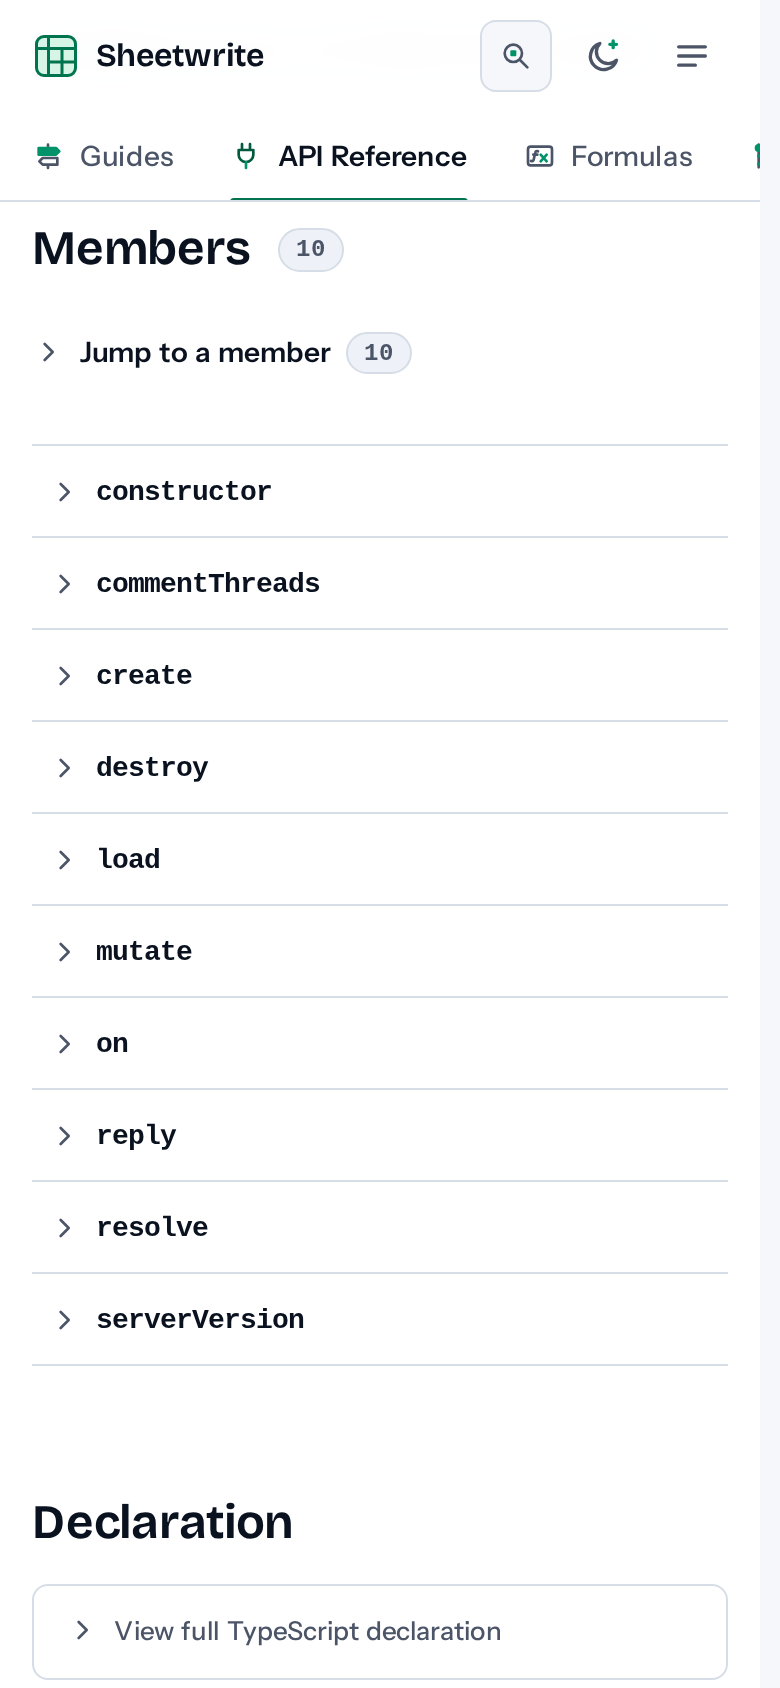 Sheetwrite
Guides
API Reference
Formulas
Members 10
Jump to a member 10
constructor
commentThreads
create
destroy
load
mutate
on
reply
resolve
serverVersion
Declaration
View full TypeScript declaration